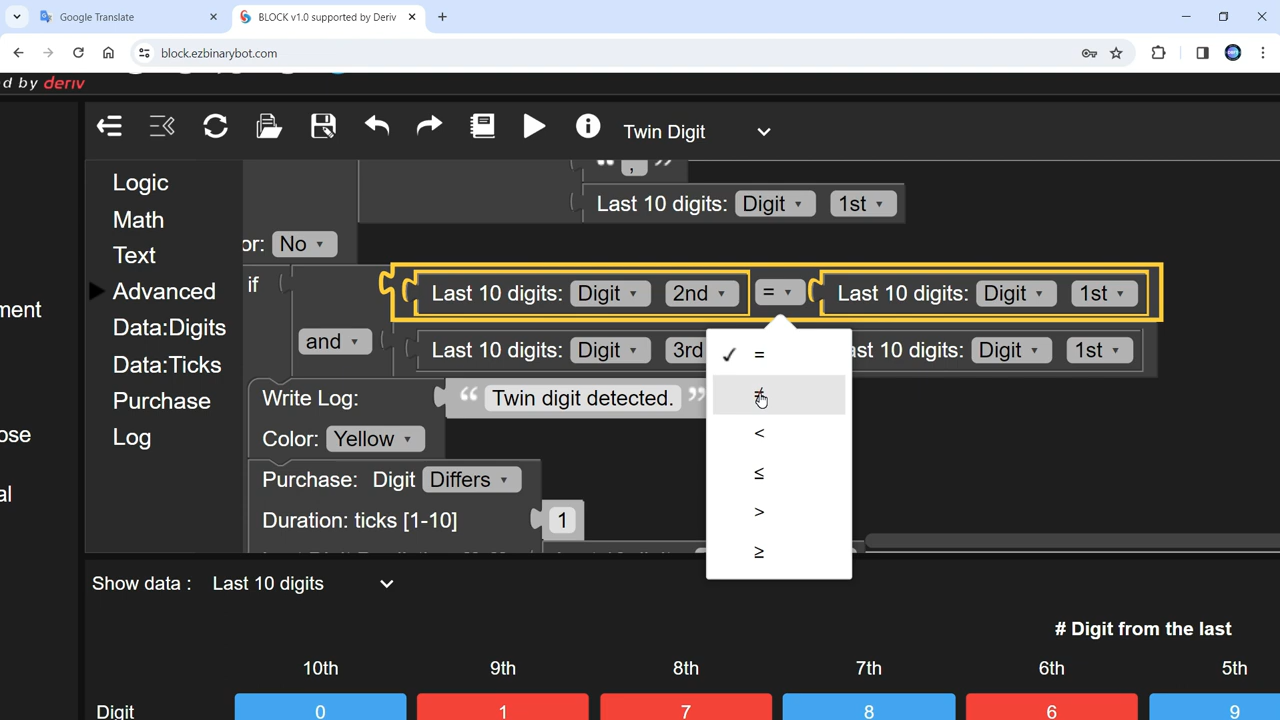 Google Translate
BLOCK v1.0 supported by Deriv
block.ezbinarybot.com
d by deriv
Twin Digit
Logic
Math
Text
Advanced
Data:Digits
Data:Ticks
Purchase
Log
“ , ”
Last 10 digits: Digit 1st
or: No
if
Last 10 digits: Digit 2nd = Last 10 digits: Digit 1st
and
Last 10 digits: Digit 3rd
ast 10 digits: Digit 1st
=
≠
<
≤
>
≥
Write Log: “ Twin digit detected. ”
Color: Yellow
Purchase: Digit Differs
Duration: ticks [1-10] 1
ment
ose
al
Show data : Last 10 digits
# Digit from the last
10th 9th 8th 7th 6th 5th
Digit 0 1 7 8 6 9